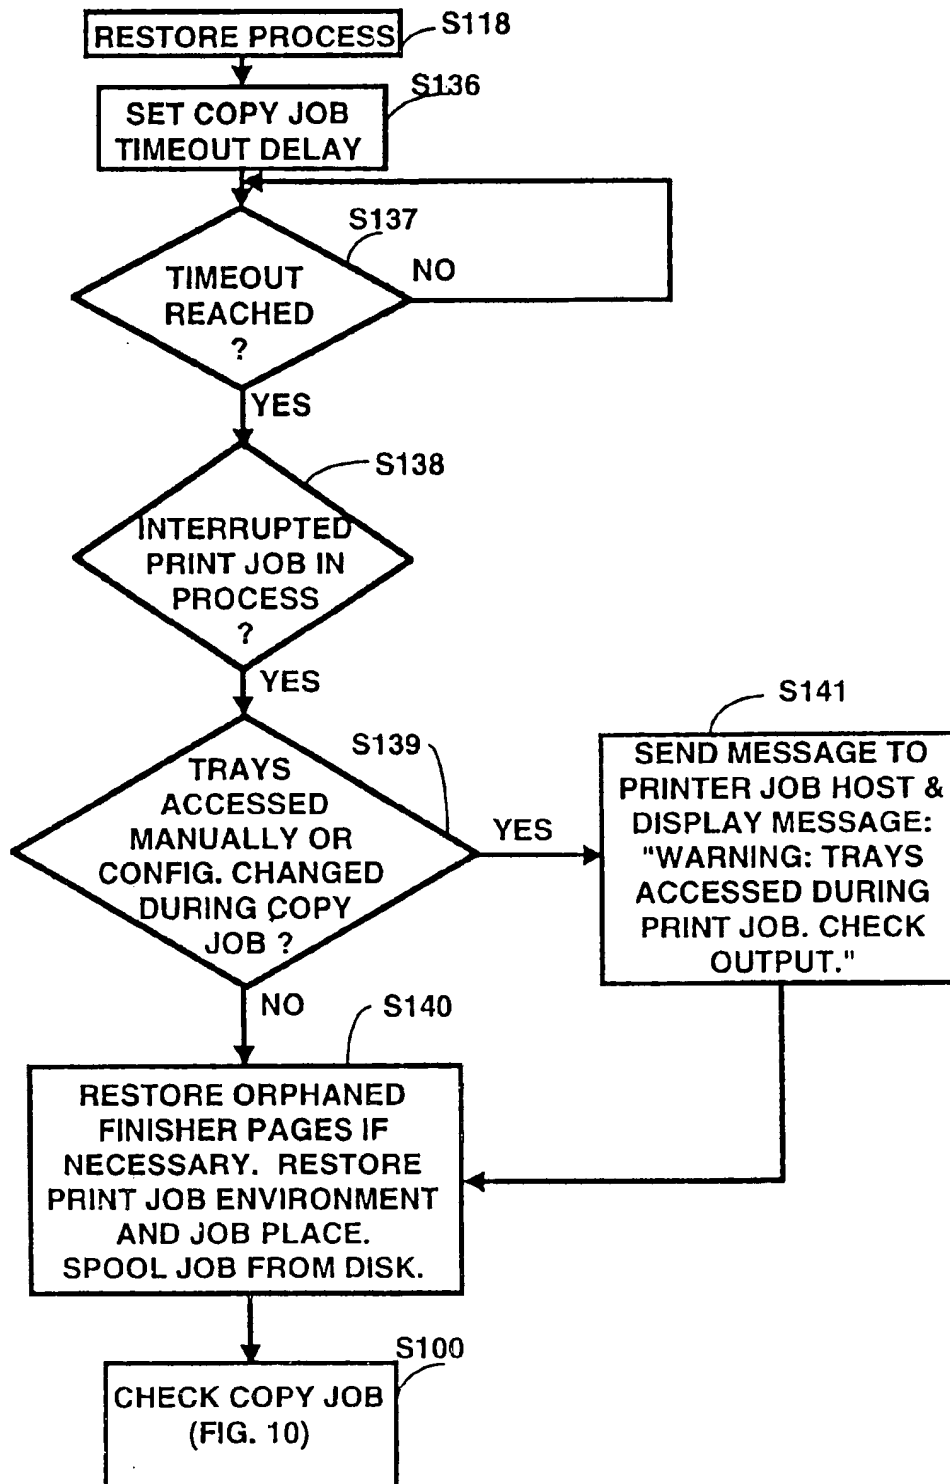 RESTORE PROCESS
S118
S136
SET COPY JOB
TIMEOUT DELAY
S137
TIMEOUT
REACHED
?
NO
YES
S138
INTERRUPTED
PRINT JOB IN
PROCESS
?
YES
S139
TRAYS
ACCESSED
MANUALLY OR
CONFIG. CHANGED
DURING COPY
JOB ?
YES
S141
SEND MESSAGE TO
PRINTER JOB HOST &
DISPLAY MESSAGE:
"WARNING: TRAYS
ACCESSED DURING
PRINT JOB. CHECK
OUTPUT."
NO
S140
RESTORE ORPHANED
FINISHER PAGES IF
NECESSARY. RESTORE
PRINT JOB ENVIRONMENT
AND JOB PLACE.
SPOOL JOB FROM DISK.
S100
CHECK COPY JOB
(FIG. 10)